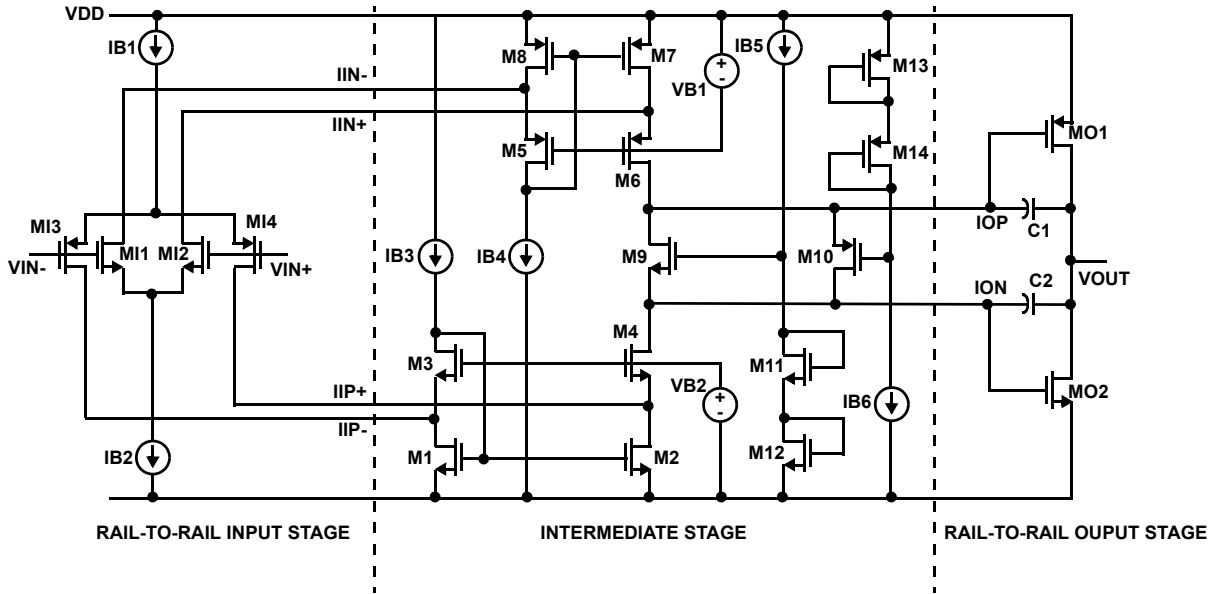 VDD
IB1
M8
M7
IB5
IIN-
VB1
+
-
M13
IIN+
M5
M6
M14
MO1
MI3
MI4
MI1
MI2
VIN-
VIN+
IB3
IB4
M9
M10
IOP
C1
ION
C2
VOUT
M3
M4
M11
IIP+
VB2
+
-
IB6
MO2
IIP-
IB2
M1
M2
M12
RAIL-TO-RAIL INPUT STAGE
INTERMEDIATE STAGE
RAIL-TO-RAIL OUPUT STAGE